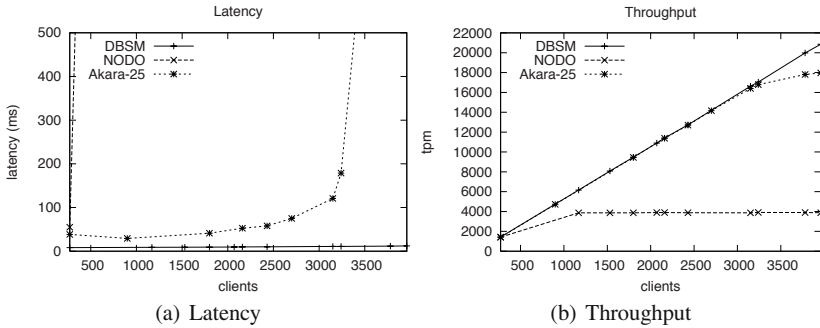 Latency
500
400
300
200
100
0
latency (ms)
DBSM
NODO
Akara-25
500 1000 1500 2000 2500 3000 3500
clients
(a) Latency
Throughput
22000
20000
18000
16000
14000
12000
10000
8000
6000
4000
2000
0
tpm
DBSM
NODO
Akara-25
500 1000 1500 2000 2500 3000 3500
clients
(b) Throughput